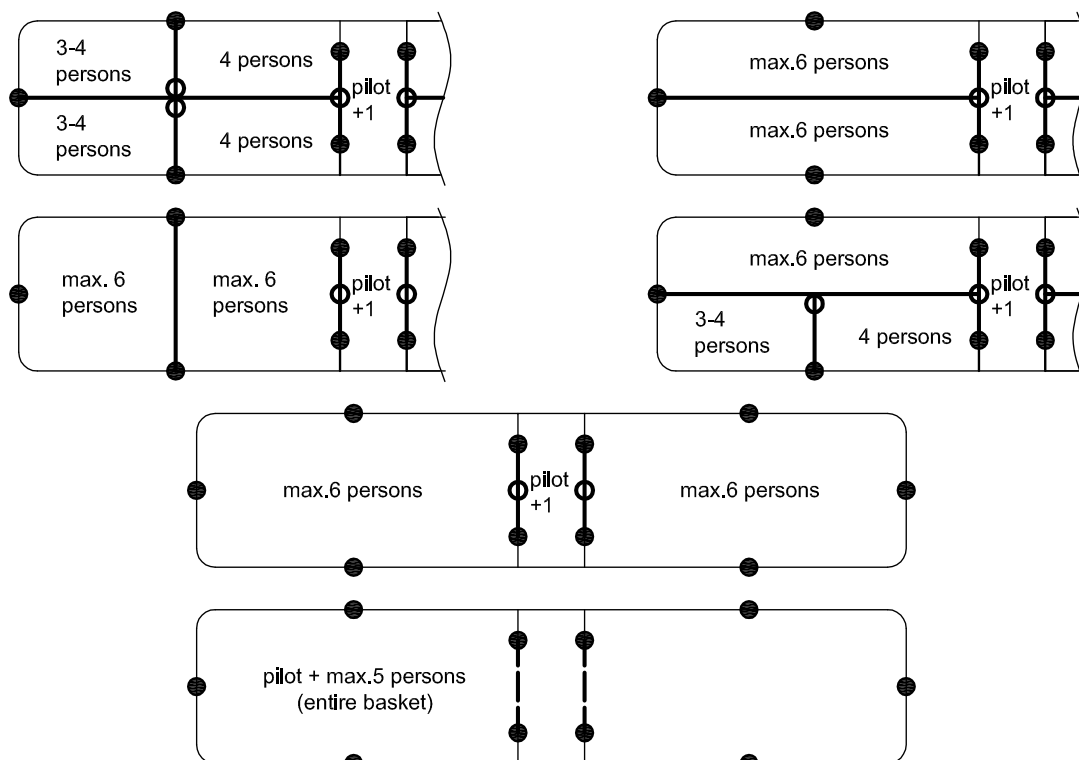 3-4
persons
4 persons
pilot
+1
3-4
persons
4 persons
max.6 persons
pilot
+1
max.6 persons
max. 6
persons
max. 6
persons
pilot
+1
max.6 persons
pilot
+1
3-4
persons
4 persons
max.6 persons
pilot
+1
max.6 persons
pilot + max.5 persons
(entire basket)